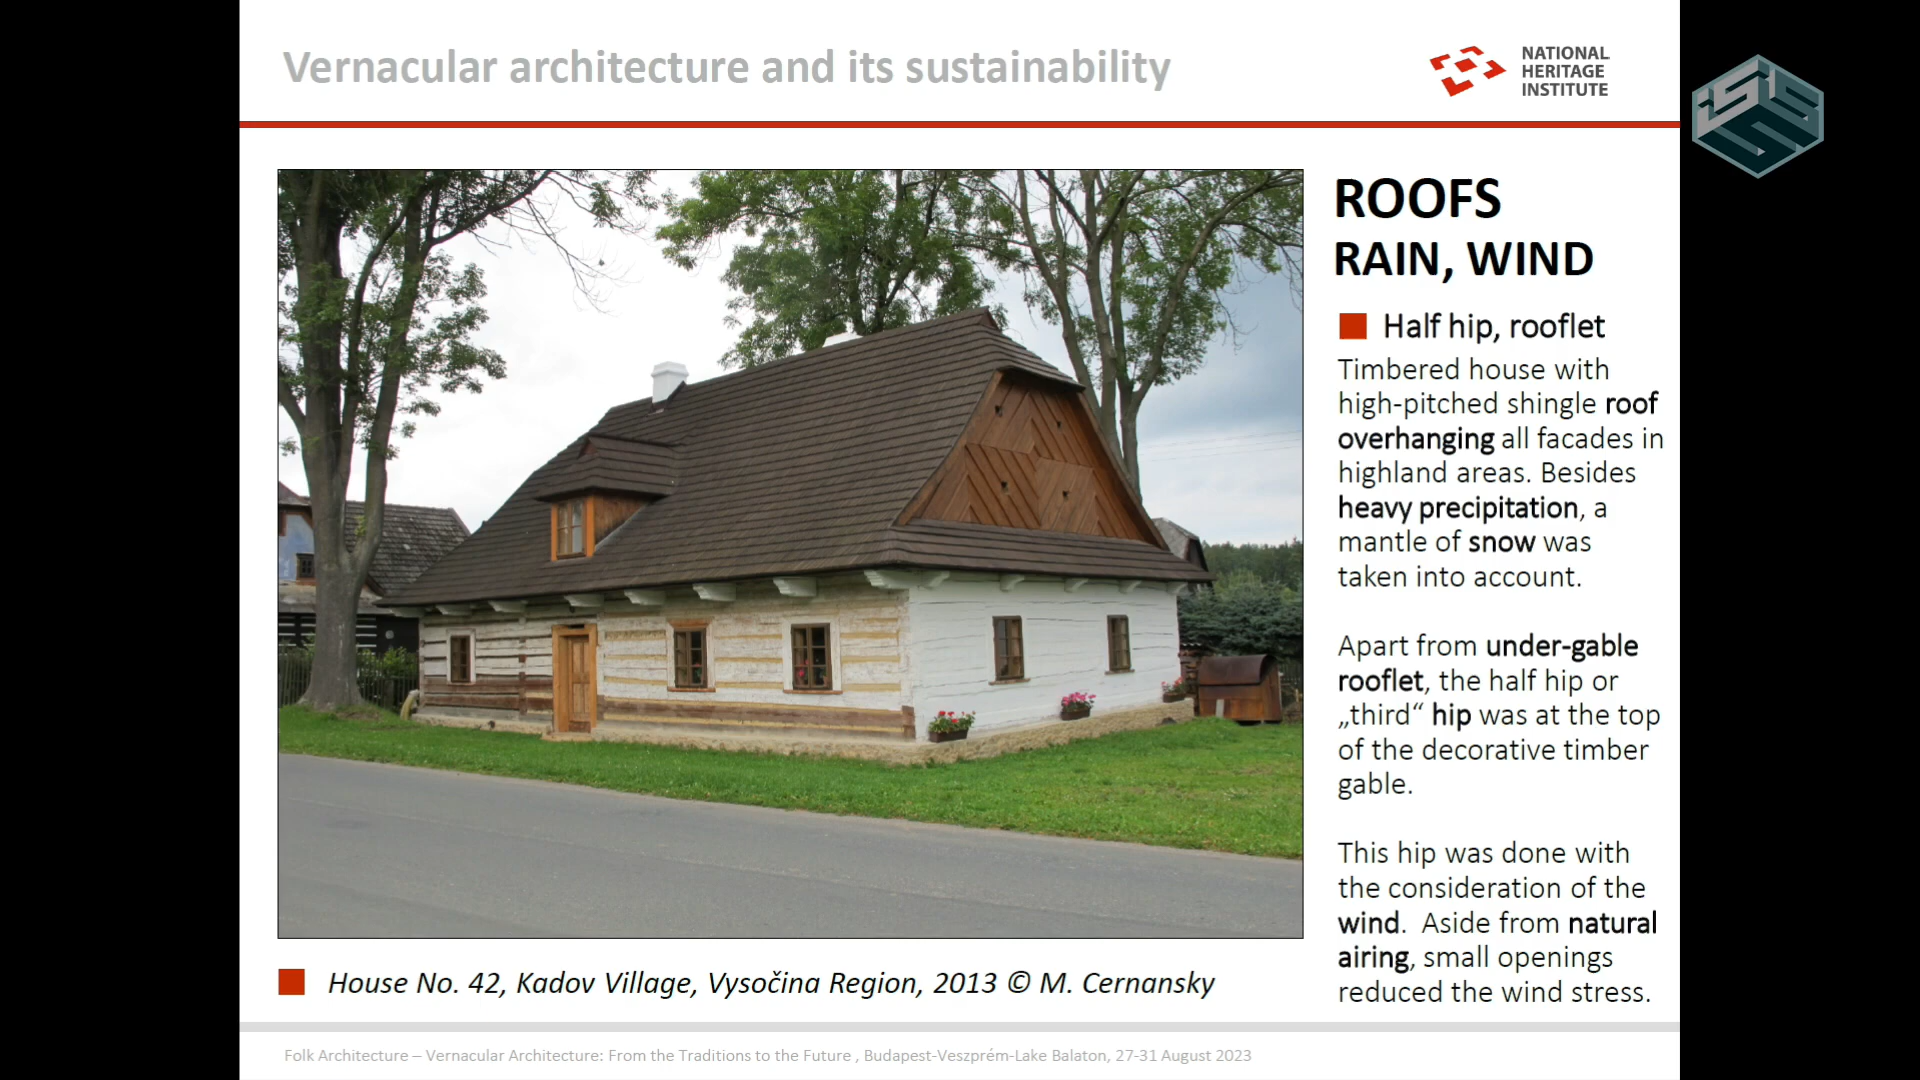 Vernacular architecture and its sustainability
NATIONAL
HERITAGE
INSTITUTE
ROOFS
RAIN, WIND
Half hip, rooflet
Timbered house with
high-pitched shingle roof
overhanging all facades in
highland areas. Besides
heavy precipitation, a
mantle of snow was
taken into account.
Apart from under-gable
rooflet, the half hip or
„third“ hip was at the top
of the decorative timber
gable.
This hip was done with
the consideration of the
wind. Aside from natural
airing, small openings
reduced the wind stress.
House No. 42, Kadov Village, Vysočina Region, 2013 © M. Cernansky
Folk Architecture – Vernacular Architecture: From the Traditions to the Future , Budapest-Veszprém-Lake Balaton, 27-31 August 2023